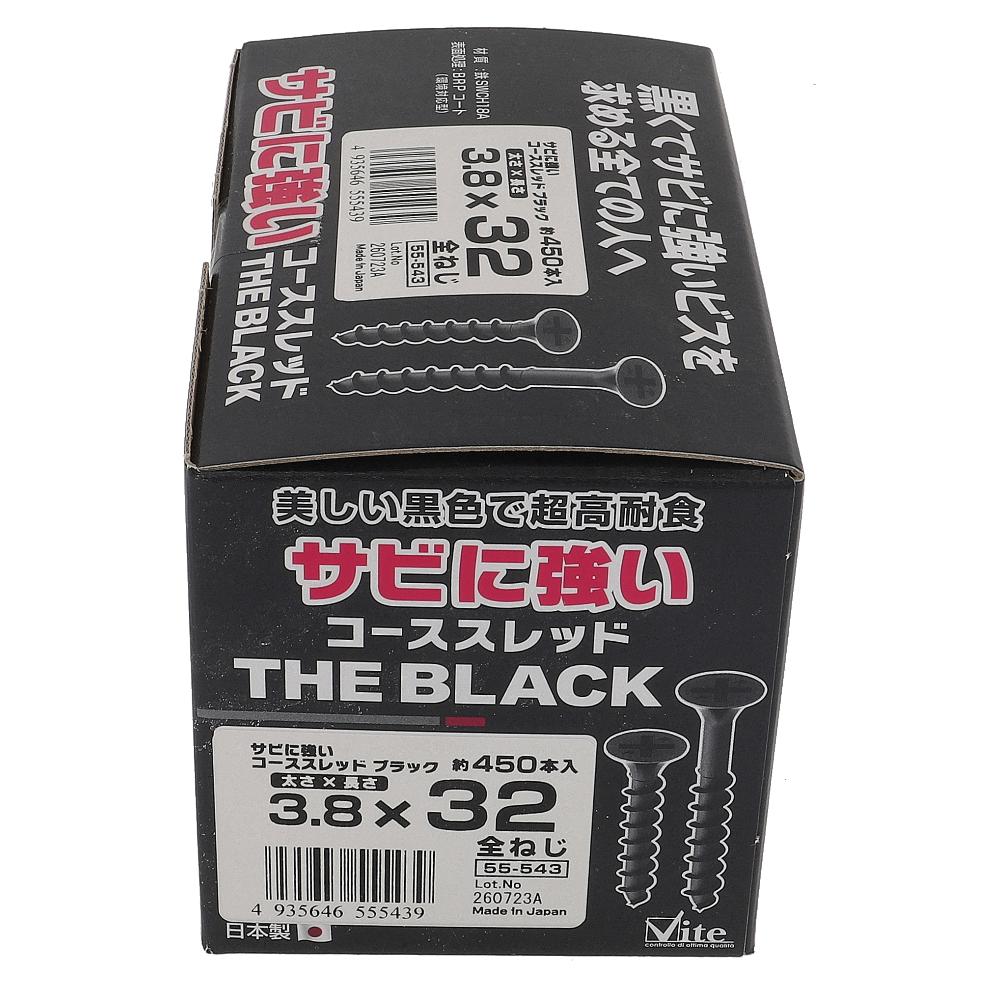 黒くてサビに強いビスを
求める全ての人へ
材質:鉄SWCH18A
表面処理:BRPコート
(環境対応型)
サビに強い
コーススレッド ブラック 約450本入
太さ×長さ
3.8×32
全ねじ
55-543
Lot.No
260723A
Made in Japan
4 935646 555439
サビに強い
コーススレッド
THE BLACK
美しい黒色で超高耐食
サビに強い
コーススレッド
THE BLACK
サビに強い
コーススレッド ブラック 約450本入
太さ×長さ
3.8×32
全ねじ
55-543
Lot.No
260723A
Made in Japan
4 935646 555439
日本製
Vite
controllo di ottima qualità